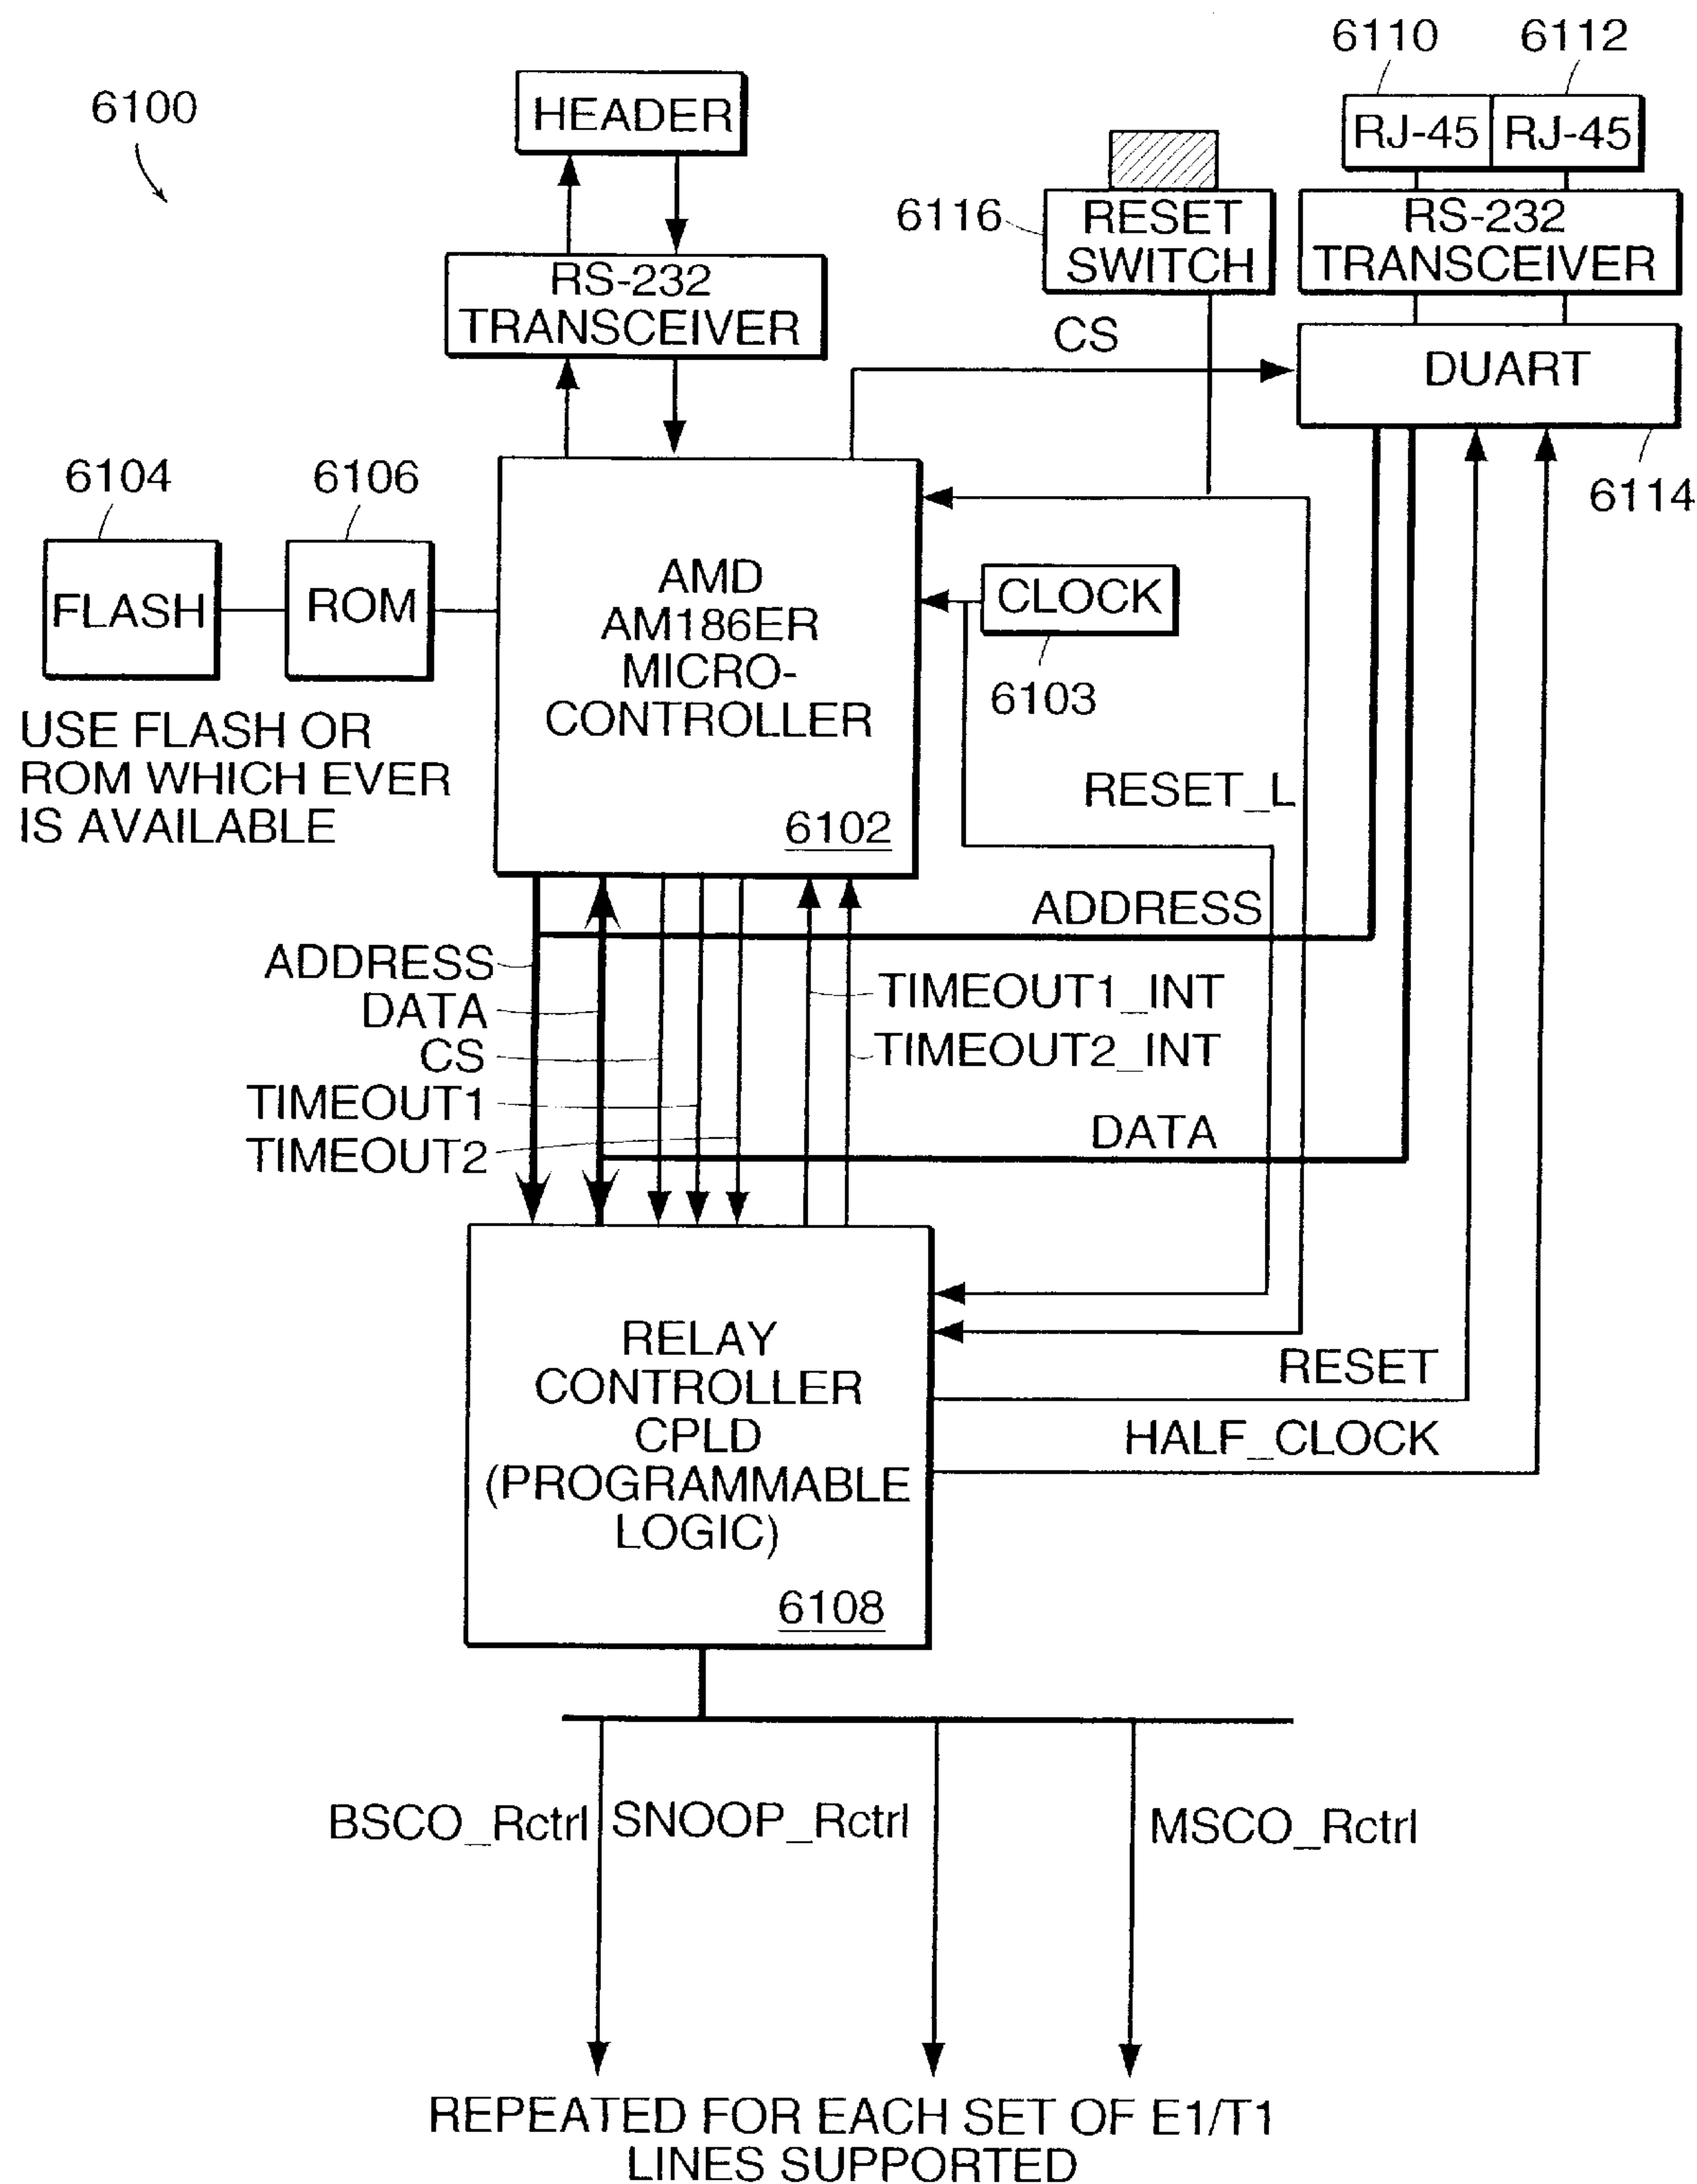 6110
6112
6100
HEADER
RJ-45
RJ-45
6116
RESET
SWITCH
RS-232
TRANSCEIVER
RS-232
TRANSCEIVER
CS
DUART
6114
6104
6106
FLASH
ROM
AMD
AM186ER
MICRO-
CONTROLLER
6102
CLOCK
6103
USE FLASH OR
ROM WHICH EVER
IS AVAILABLE
RESET_L
ADDRESS
ADDRESS
DATA
CS
TIMEOUT1
TIMEOUT2
TIMEOUT1_INT
TIMEOUT2_INT
DATA
RELAY
CONTROLLER
CPLD
(PROGRAMMABLE
LOGIC)
6108
RESET
HALF_CLOCK
BSCO_Rctrl
SNOOP_Rctrl
MSCO_Rctrl
REPEATED FOR EACH SET OF E1/T1
LINES SUPPORTED